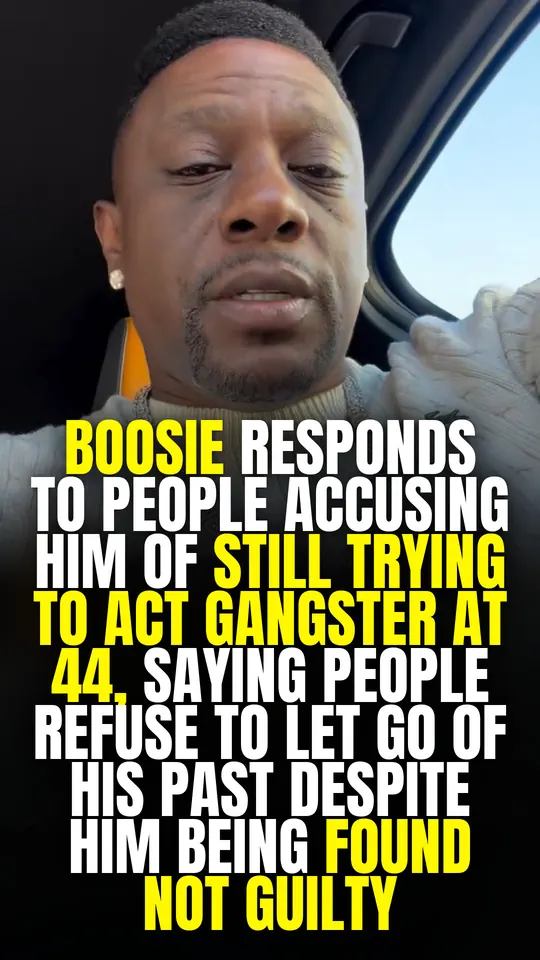 BOOSIE RESPONDS
TO PEOPLE ACCUSING
HIM OF STILL TRYING
TO ACT GANGSTER AT
44, SAYING PEOPLE
REFUSE TO LET GO OF
HIS PAST DESPITE
HIM BEING FOUND
NOT GUILTY